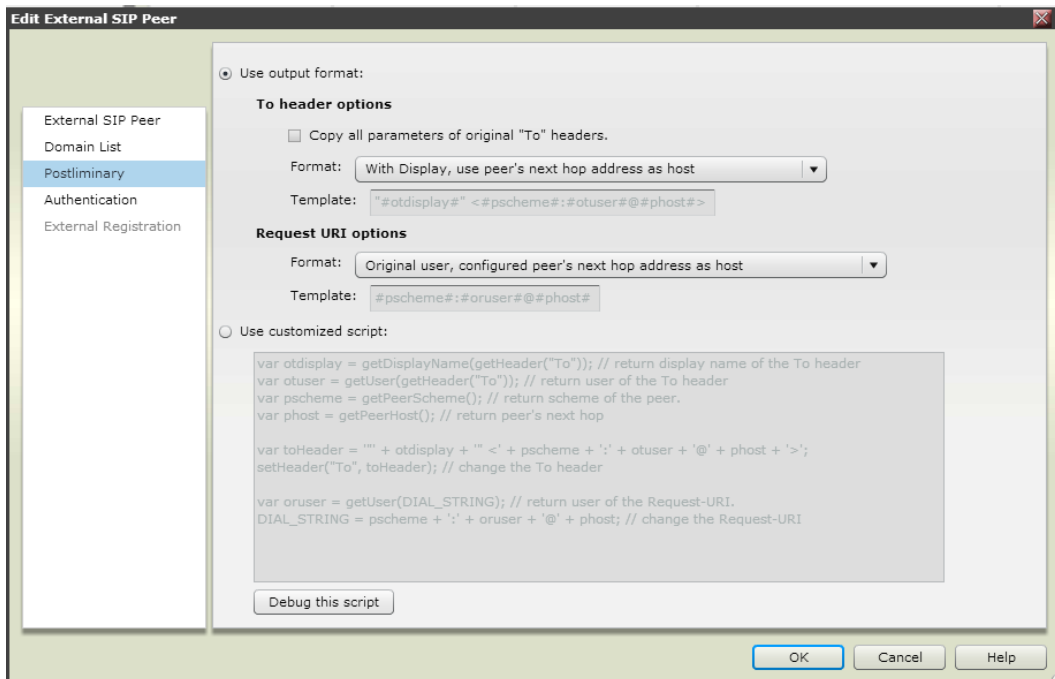 Edit External SIP Peer
External SIP Peer
Domain List
Postliminary
Authentication
External Registration
Use output format:
To header options
Copy all parameters of original "To" headers.
Format: With Display, use peer's next hop address as host
Template: "#otdisplay#" <#pscheme#:#otuser#@#phost#>
Request URI options
Format: Original user, configured peer's next hop address as host
Template: #pscheme#:#oruser#@#phost#
Use customized script:
var otdisplay = getDisplayName(getHeader("To")); // return display name of the To header
var otuser = getUser(getHeader("To")); // return user of the To header
var pscheme = getPeerScheme(); // return scheme of the peer.
var phost = getPeerHost(); // return peer's next hop
var toHeader = '"' + otdisplay + '" <' + pscheme + ':' + otuser + '@' + phost + '>';
setHeader("To", toHeader); // change the To header
var oruser = getUser(DIAL_STRING); // return user of the Request-URI.
DIAL_STRING = pscheme + ':' + oruser + '@' + phost; // change the Request-URI
Debug this script
OK Cancel Help